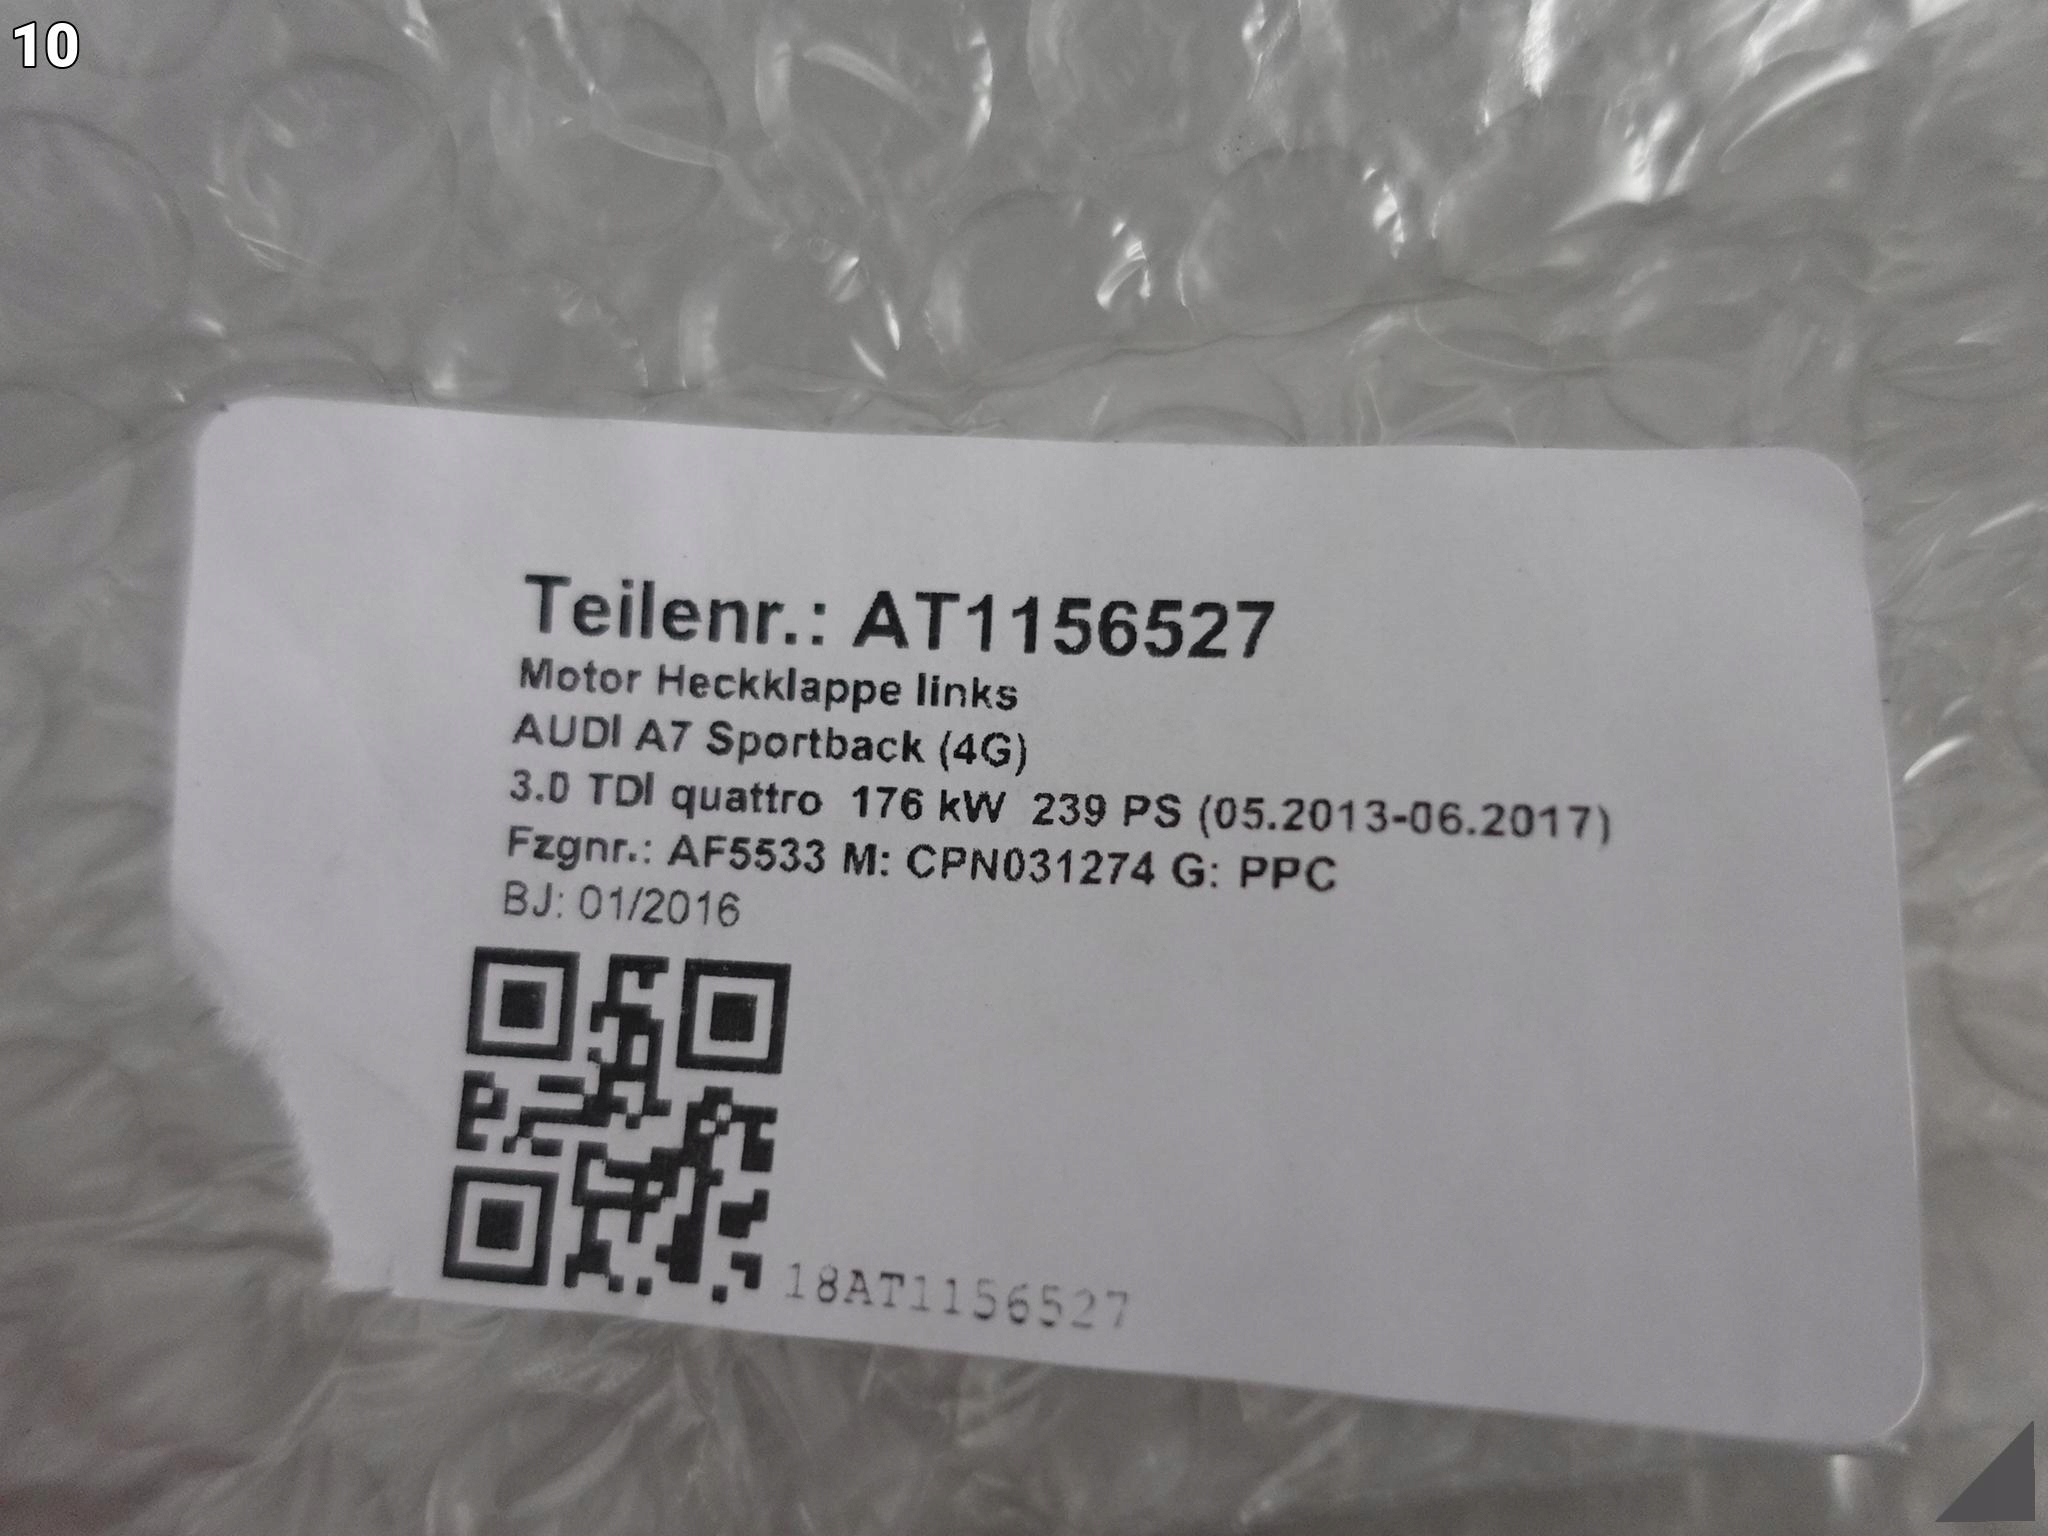 10
Teilenr.: AT1156527
Motor Heckklappe links
AUDI A7 Sportback (4G)
3.0 TDI quattro 176 kW 239 PS (05.2013-06.2017)
Fzgnr.: AF5533 M: CPN031274 G: PPC
BJ: 01/2016
18AT1156527